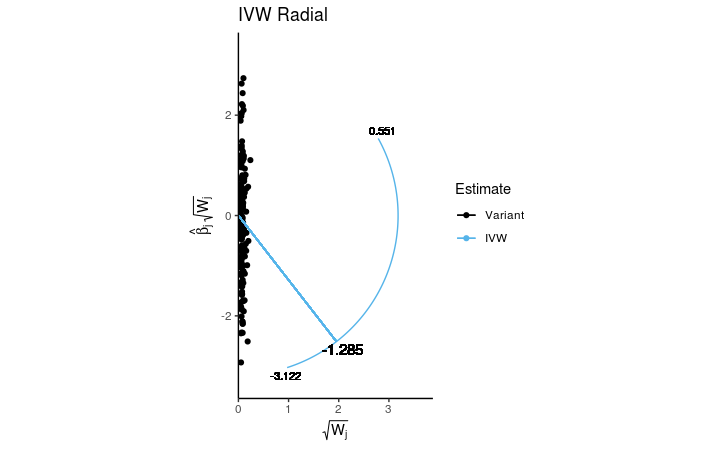 IVW Radial
0.551
2
0
-2
β̂j√Wj
-1.285
-3.122
0 1 2 3
√Wj
Estimate
Variant
IVW